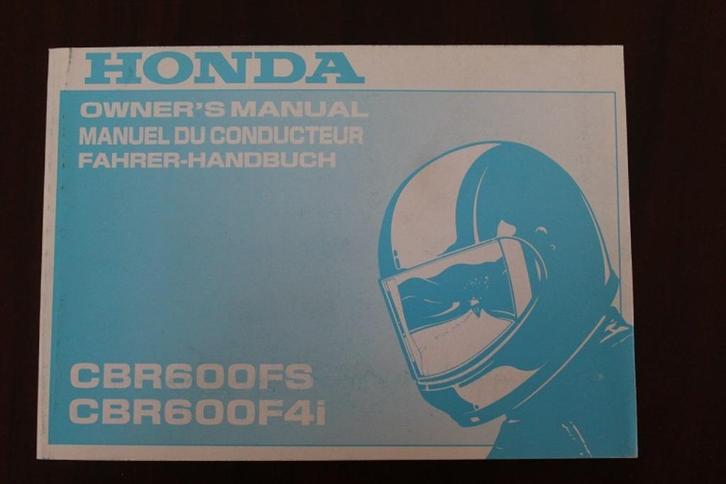 HONDA
OWNER'S MANUAL
MANUEL DU CONDUCTEUR
FAHRER-HANDBUCH
CBR600FS
CBR600F4i